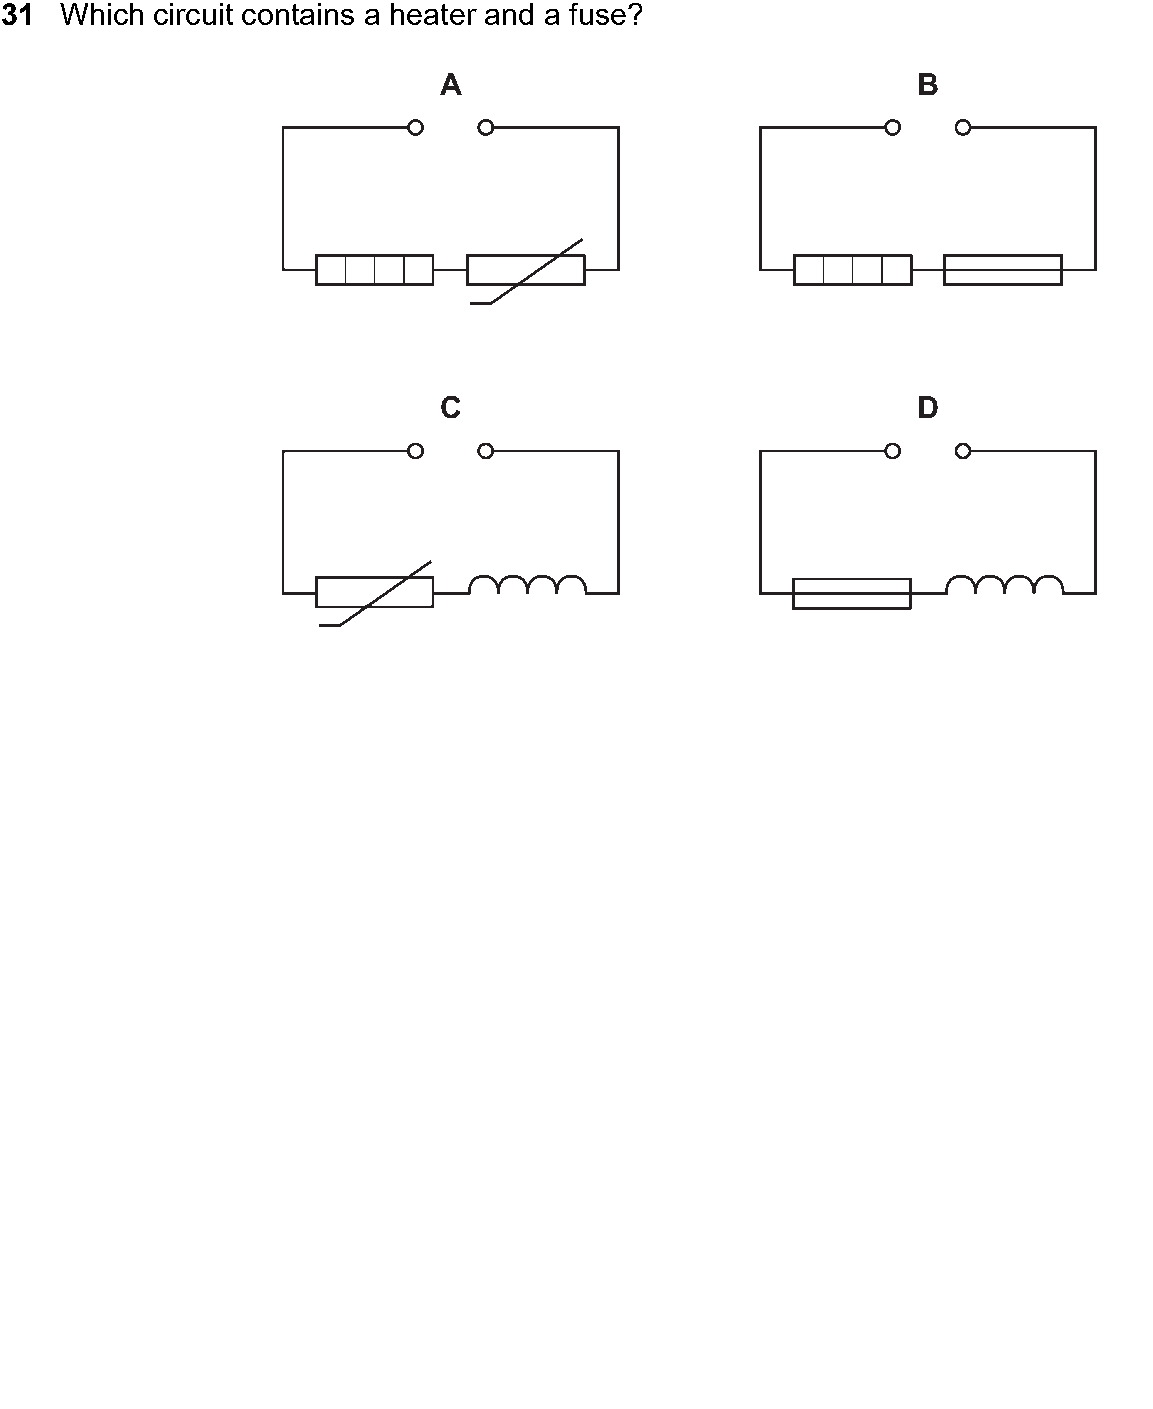 31 Which circuit contains a heater and a fuse?
A B
C D